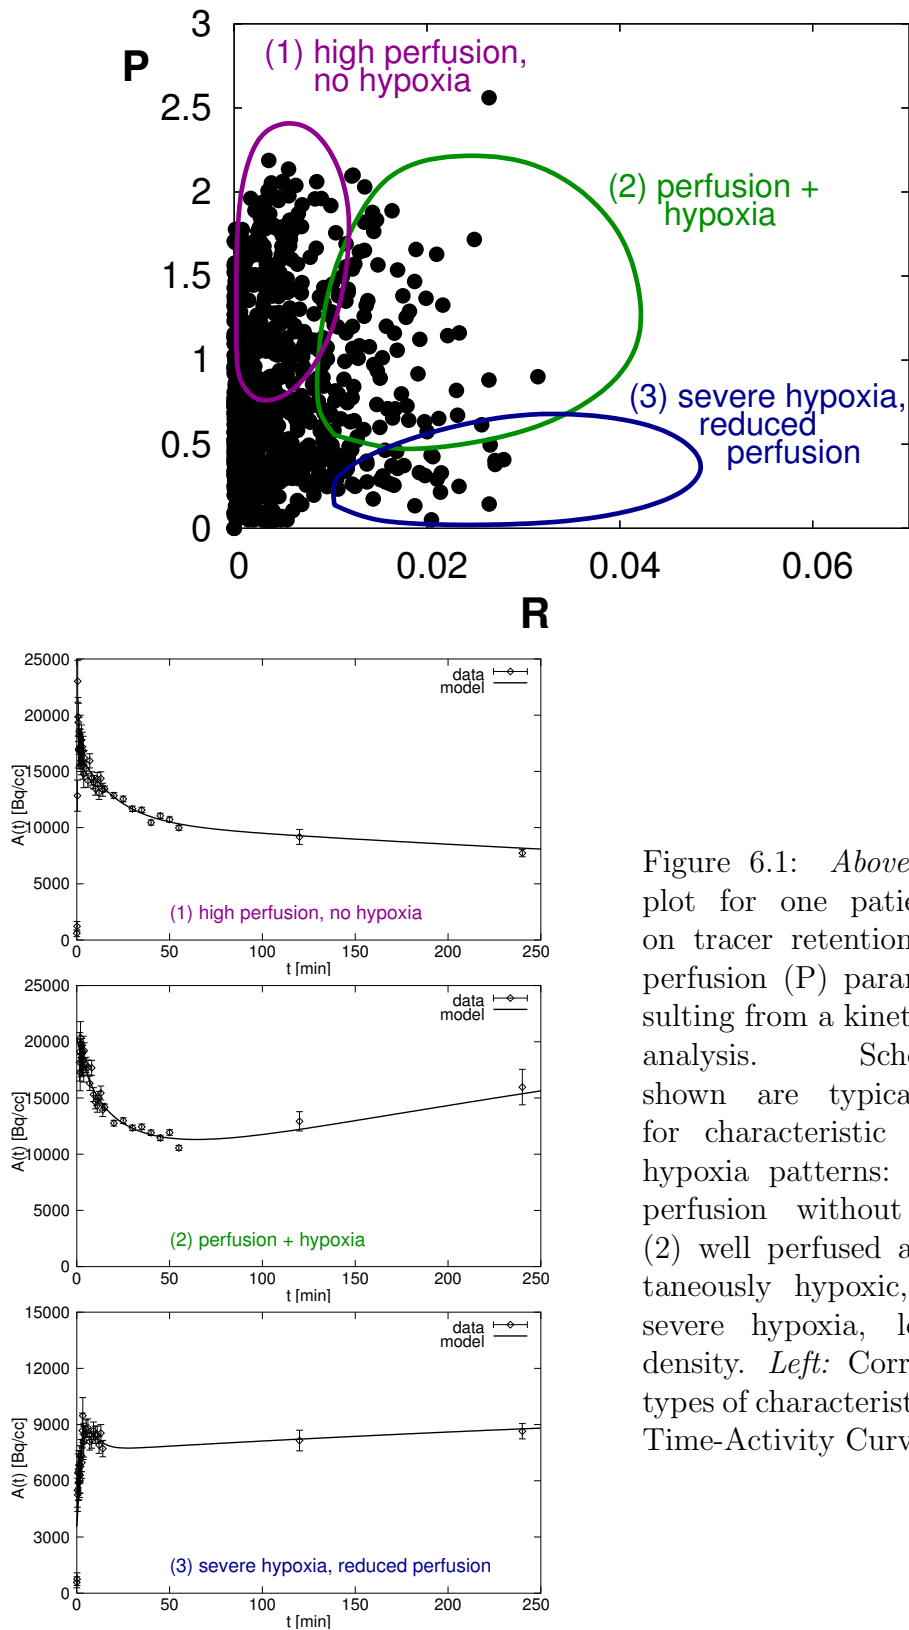 P
3
2.5
2
1.5
1
0.5
0
(1) high perfusion,
no hypoxia
(2) perfusion +
hypoxia
(3) severe hypoxia,
reduced
perfusion
0 0.02 0.04 0.06
R
25000
20000
15000
10000
5000
0
A(t) [Bq/cc]
data
model
(1) high perfusion, no hypoxia
0 50 100 150 200 250
t [min]
25000
20000
15000
10000
5000
0
A(t) [Bq/cc]
data
model
(2) perfusion + hypoxia
0 50 100 150 200 250
t [min]
15000
12000
9000
6000
3000
0
A(t) [Bq/cc]
data
model
(3) severe hypoxia, reduced perfusion
0 50 100 150 200 250
t [min]
Figure 6.1: Above
plot for one patie
on tracer retention
perfusion (P) para
sulting from a kinet
analysis. Sch
shown are typica
for characteristic
hypoxia patterns:
perfusion without
(2) well perfused a
taneously hypoxic,
severe hypoxia, l
density. Left: Corr
types of characterist
Time-Activity Curv